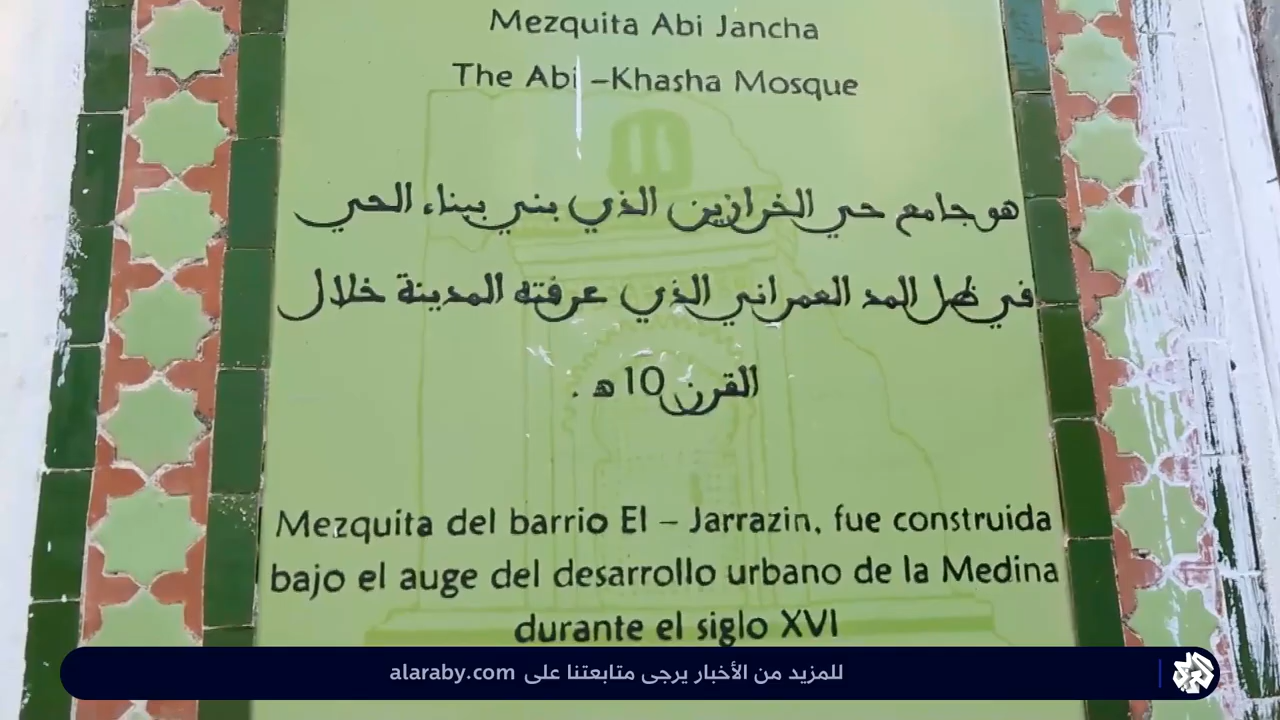 Mezquita Abi Jancha
The Abi –Khasha Mosque
هو جامع حي الخرازين الذي بني ببناء الحي
في ظل المد العمراني الذي عرفته المدينة خلال
القرن 10 ه .
Mezquita del barrio El – Jarrazin, fue construida
bajo el auge del desarrollo urbano de la Medina
durante el siglo XVI
للمزيد من الأخبار يرجى متابعتنا على alaraby.com